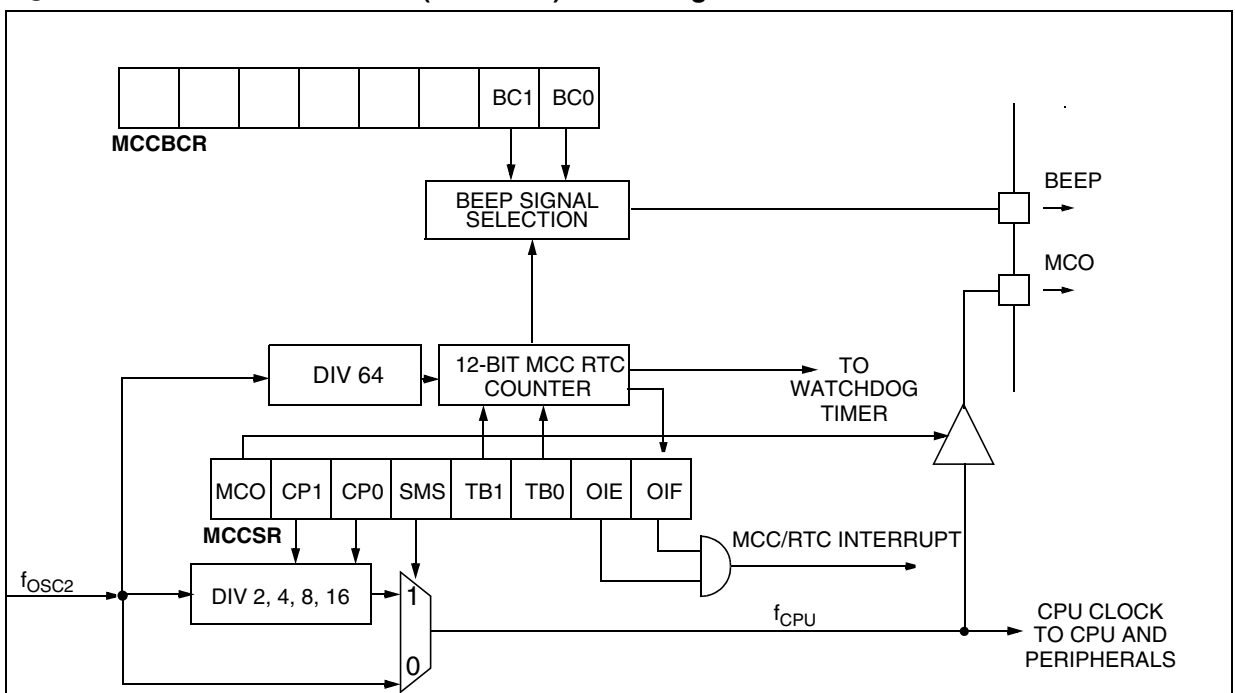 BC1 BC0
MCCBCR
BEEP SIGNAL
SELECTION
BEEP
MCO
DIV 64
12-BIT MCC RTC
COUNTER
TO
WATCHDOG
TIMER
MCO CP1 CP0 SMS TB1 TB0 OIE OIF
MCCSR
MCC/RTC INTERRUPT
fOSC2
DIV 2, 4, 8, 16
1
0
fCPU
CPU CLOCK
TO CPU AND
PERIPHERALS